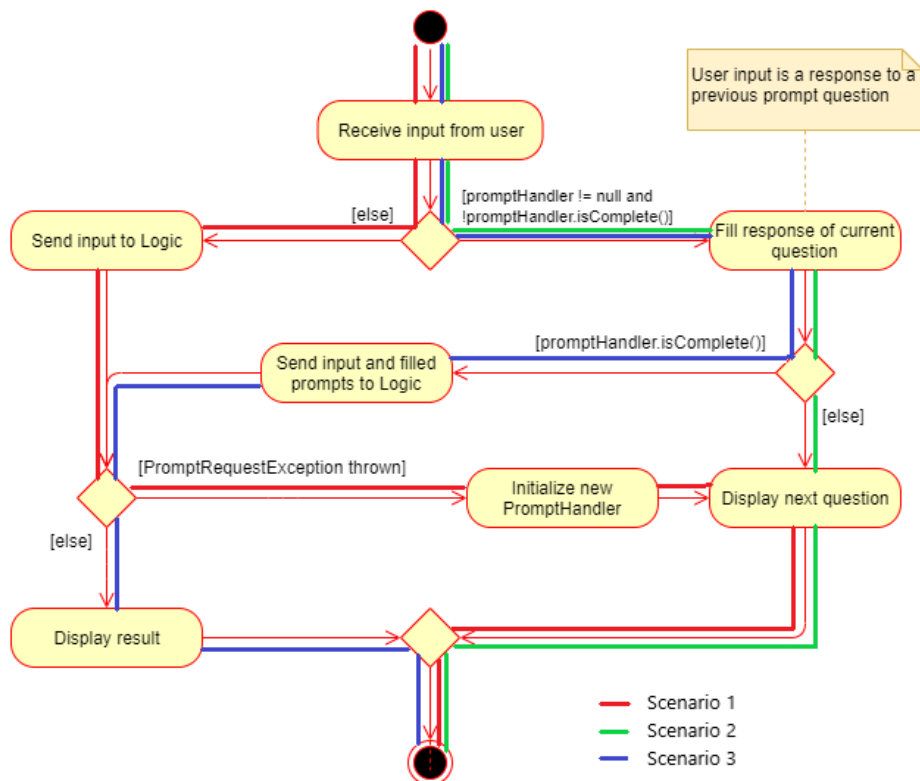 User input is a response to a
previous prompt question
Receive input from user
[promptHandler != null and
!promptHandler.isComplete()]
[else]
Send input to Logic
Fill response of current
question
[promptHandler.isComplete()]
Send input and filled
prompts to Logic
[else]
[PromptRequestException thrown]
Initialize new
PromptHandler
Display next question
[else]
Display result
Scenario 1
Scenario 2
Scenario 3